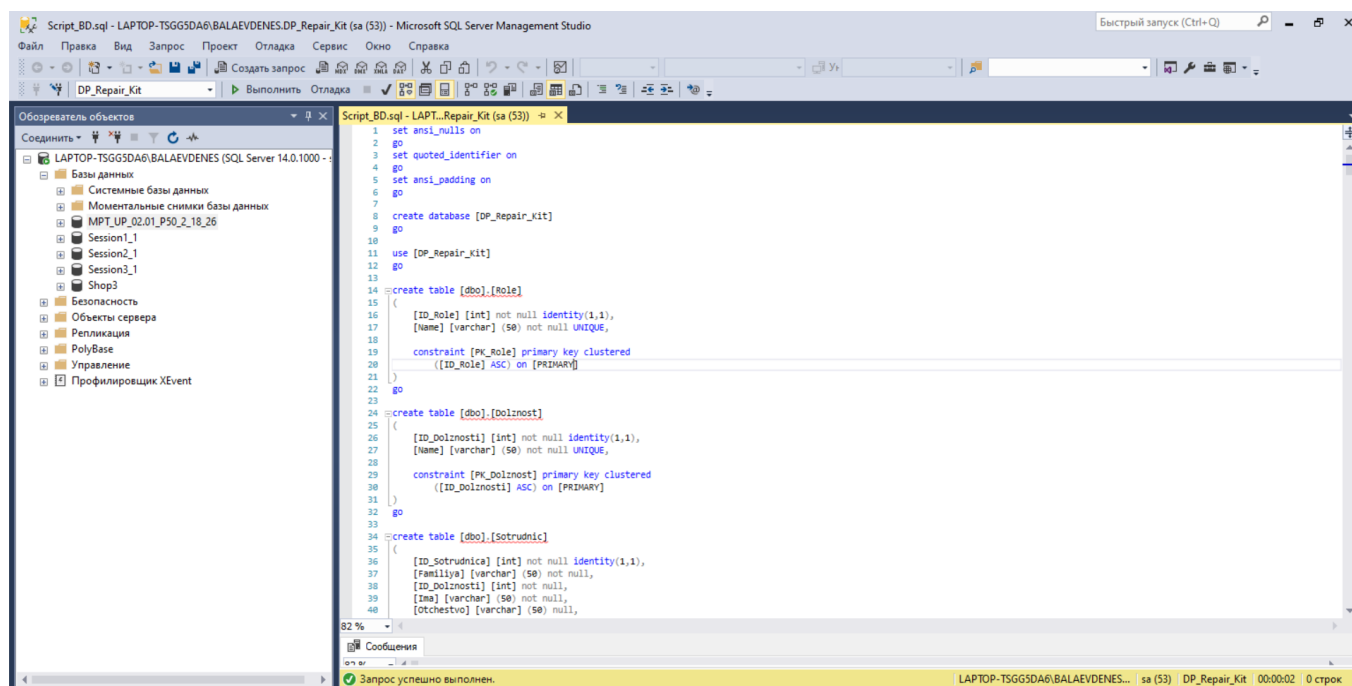 Script_BD.sql - LAPTOP-TSGG5DA6\BALAEVDENES.DP_Repair_Kit (sa (53)) - Microsoft SQL Server Management Studio
Быстрый запуск (Ctrl+Q)
Файл Правка Вид Запрос Проект Отладка Сервис Окно Справка
Создать запрос
DP_Repair_Kit Выполнить Отладка
Обозреватель объектов
Соединить
LAPTOP-TSGG5DA6\BALAEVDENES (SQL Server 14.0.1000 -
Базы данных
Системные базы данных
Моментальные снимки базы данных
MPT_UP_02.01_P50_2_18_26
Session1_1
Session2_1
Session3_1
Shop3
Безопасность
Объекты сервера
Репликация
PolyBase
Управление
Профилировщик XEvent
Script_BD.sql - LAPT...Repair_Kit (sa (53))
1 set ansi_nulls on
2 go
3 set quoted_identifier on
4 go
5 set ansi_padding on
6 go
7
8 create database [DP_Repair_Kit]
9 go
10
11 use [DP_Repair_Kit]
12 go
13
14 create table [dbo].[Role]
15 (
16 [ID_Role] [int] not null identity(1,1),
17 [Name] [varchar] (50) not null UNIQUE,
18
19 constraint [PK_Role] primary key clustered
20 ([ID_Role] ASC) on [PRIMARY]
21 )
22 go
23
24 create table [dbo].[Dolznost]
25 (
26 [ID_Dolznosti] [int] not null identity(1,1),
27 [Name] [varchar] (50) not null UNIQUE,
28
29 constraint [PK_Dolznost] primary key clustered
30 ([ID_Dolznosti] ASC) on [PRIMARY]
31 )
32 go
33
34 create table [dbo].[Sotrudnic]
35 (
36 [ID_Sotrudnica] [int] not null identity(1,1),
37 [Familiya] [varchar] (50) not null,
38 [ID_Dolznosti] [int] not null,
39 [Ima] [varchar] (50) not null,
40 [Otchestvo] [varchar] (50) null,
82 %
Сообщения
Запрос успешно выполнен.
LAPTOP-TSGG5DA6\BALAEVDENES... sa (53) DP_Repair_Kit 00:00:02 0 строк